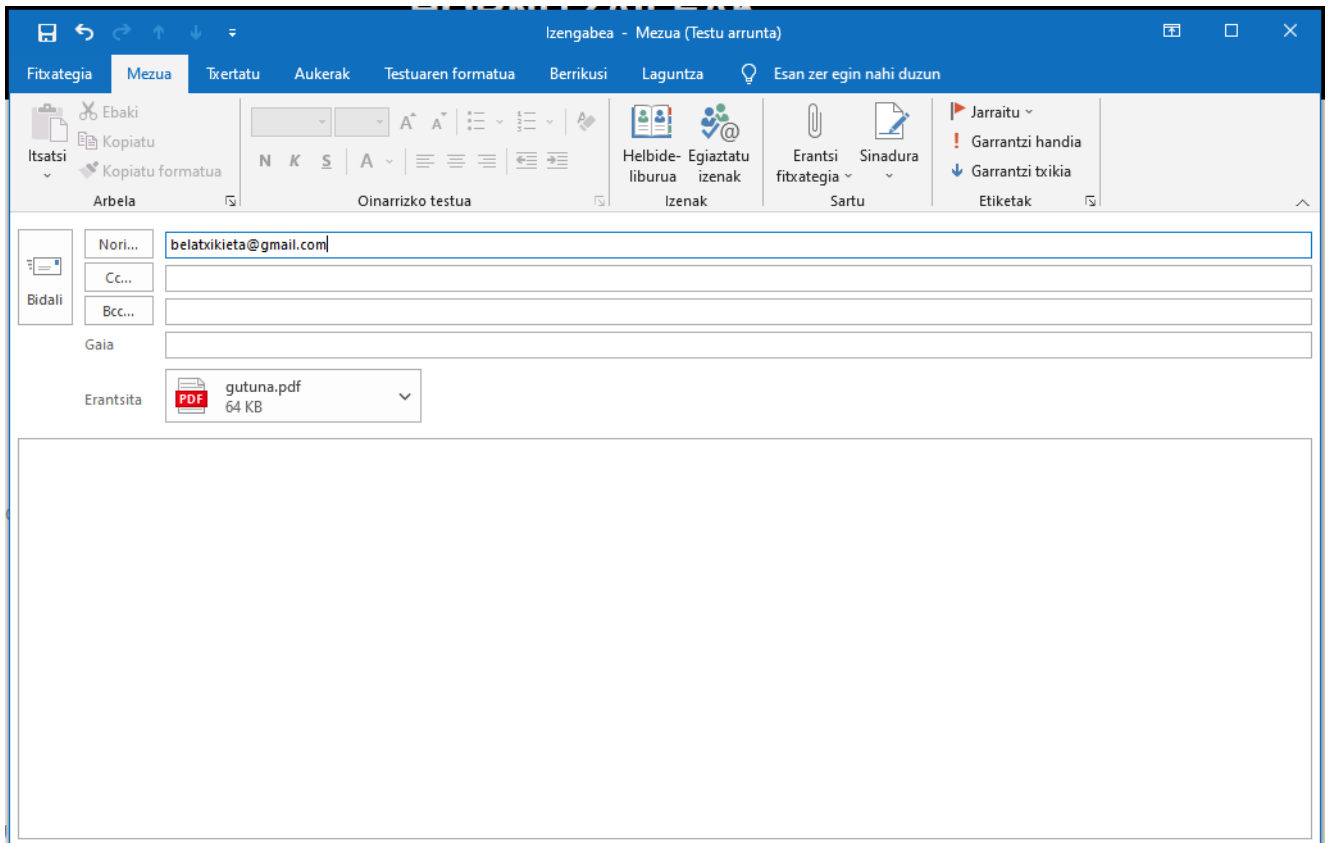 Izengabea - Mezua (Testu arrunta)
Fitxategia Mezua Txertatu Aukerak Testuaren formatua Berrikusi Laguntza Esan zer egin nahi duzun
Itsatsi
Ebaki
Kopiatu
Kopiatu formatua
Arbela
N K S A
Oinarrizko testua
Helbide-liburua
Egiaztatu izenak
Izenak
Erantsi fitxategia
Sinadura
Sartu
Jarraitu
Garrantzi handia
Garrantzi txikia
Etiketak
Bidali
Nori... belatxikieta@gmail.com
Cc...
Bcc...
Gaia
Erantsita
PDF
gutuna.pdf
64 KB